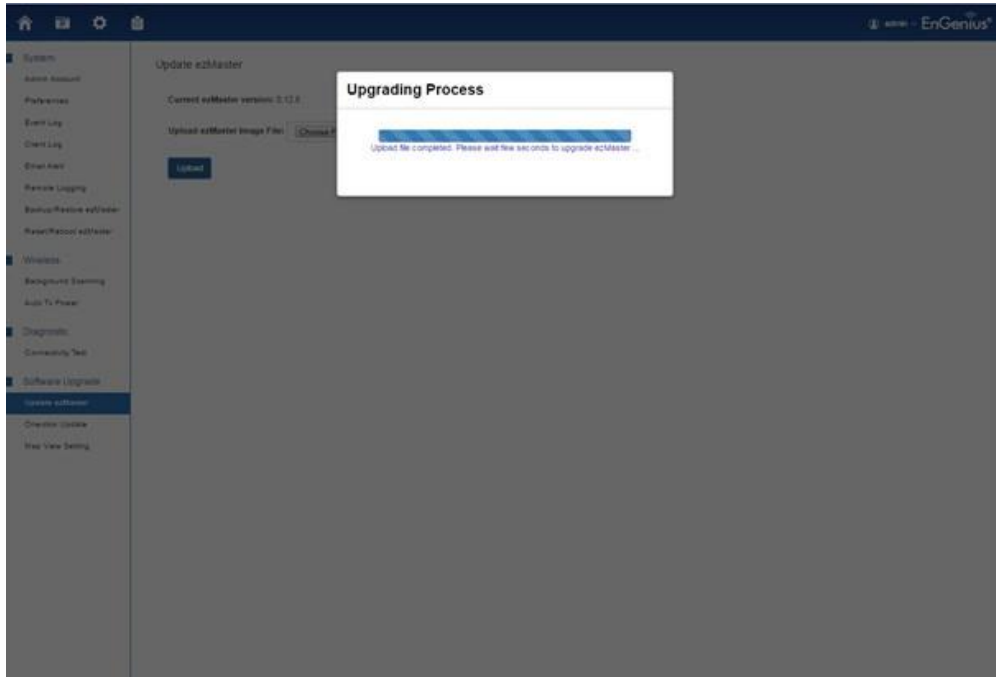 admin
EnGenius®
System
Admin Account
Preferences
Event Log
Client Log
Email Alert
Remote Logging
Backup/Restore ezMaster
Reset/Reboot ezMaster
Wireless
Background Scanning
Auto Tx Power
Diagnostic
Connectivity Test
Software Upgrade
Update ezMaster
One-click Update
Map View Setting
Update ezMaster
Current ezMaster version:
Upload ezMaster Image File: Choose F
Upload
Upgrading Process
Upload file completed. Please wait few seconds to upgrade ezMaster ...